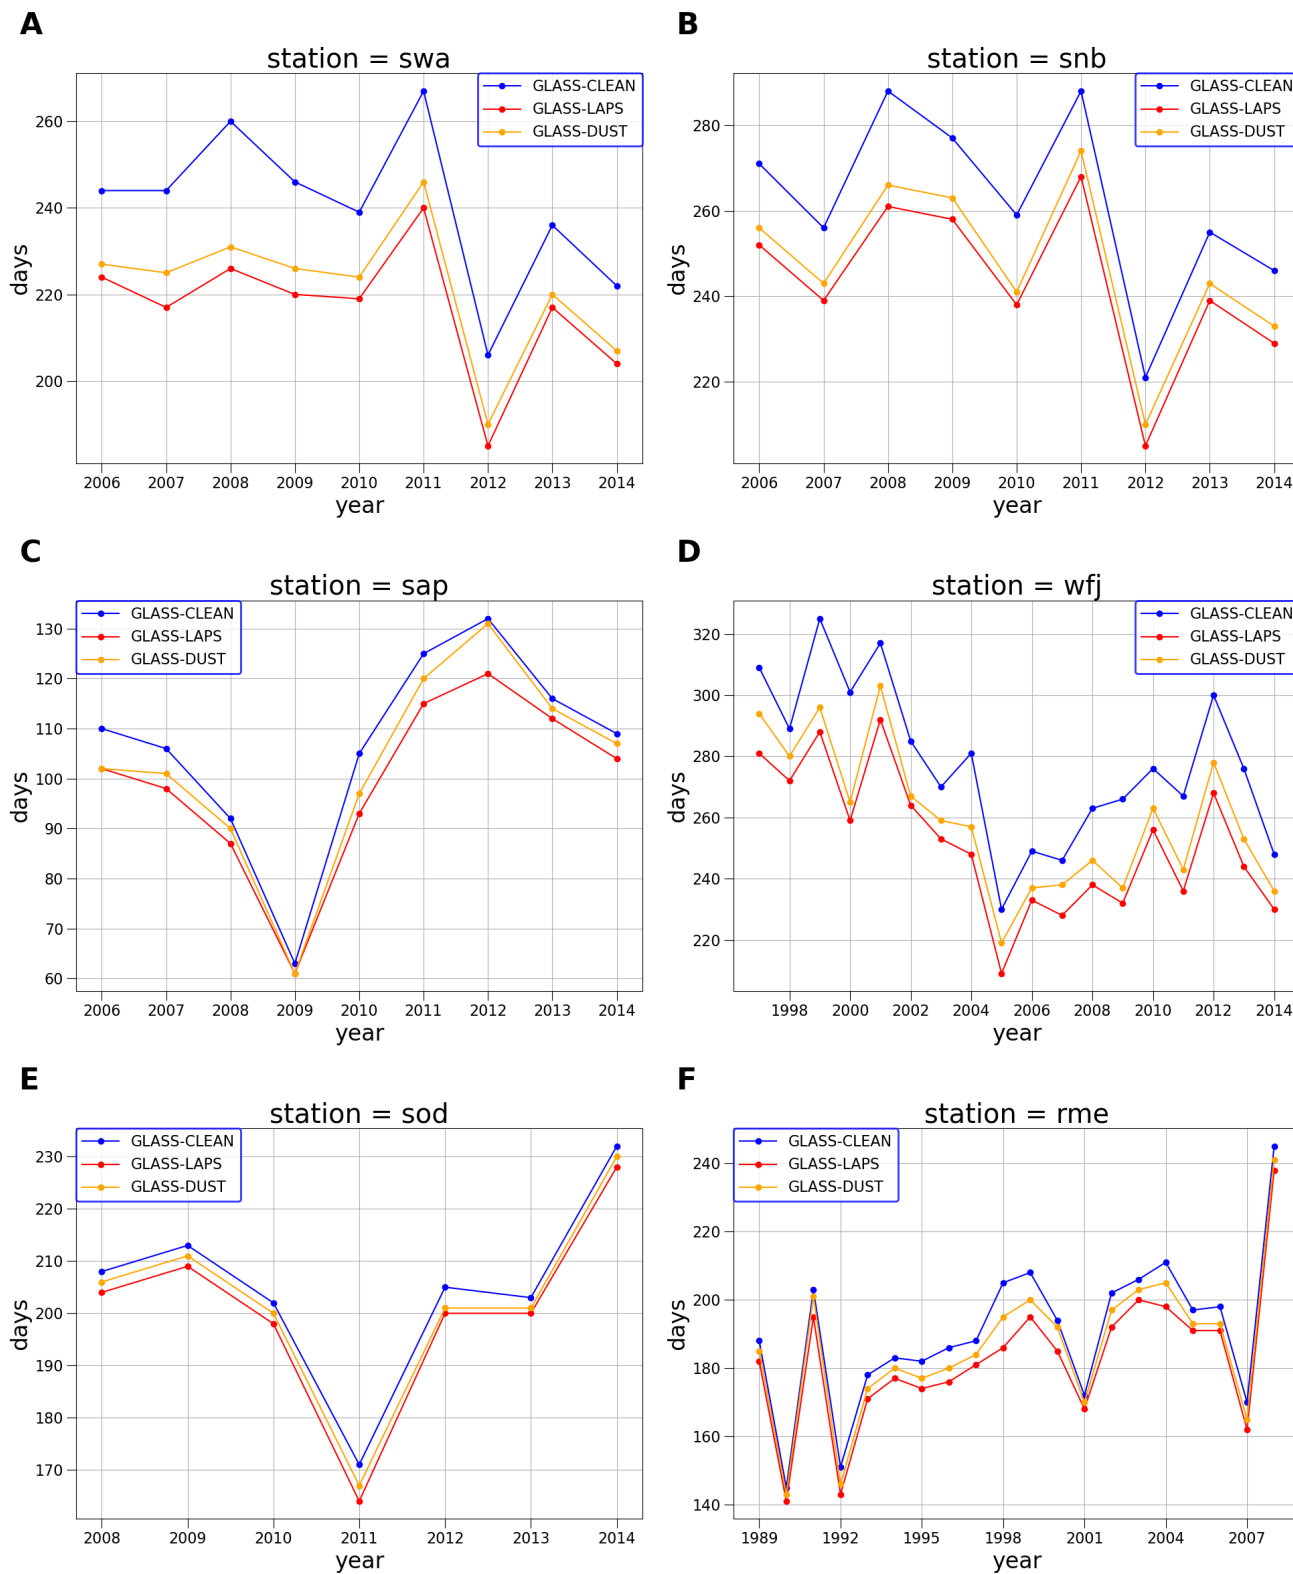 A
station = swa
GLASS-CLEAN
GLASS-LAPS
GLASS-DUST
260
240
220
200
days
2006 2007 2008 2009 2010 2011 2012 2013 2014
year
B
station = snb
GLASS-CLEAN
GLASS-LAPS
GLASS-DUST
280
260
240
220
days
2006 2007 2008 2009 2010 2011 2012 2013 2014
year
C
station = sap
GLASS-CLEAN
GLASS-LAPS
GLASS-DUST
130
120
110
100
90
80
70
60
days
2006 2007 2008 2009 2010 2011 2012 2013 2014
year
D
station = wfj
GLASS-CLEAN
GLASS-LAPS
GLASS-DUST
320
300
280
260
240
220
days
1998 2000 2002 2004 2006 2008 2010 2012 2014
year
E
station = sod
GLASS-CLEAN
GLASS-LAPS
GLASS-DUST
230
220
210
200
190
180
170
days
2008 2009 2010 2011 2012 2013 2014
year
F
station = rme
GLASS-CLEAN
GLASS-LAPS
GLASS-DUST
240
220
200
180
160
140
days
1989 1992 1995 1998 2001 2004 2007
year